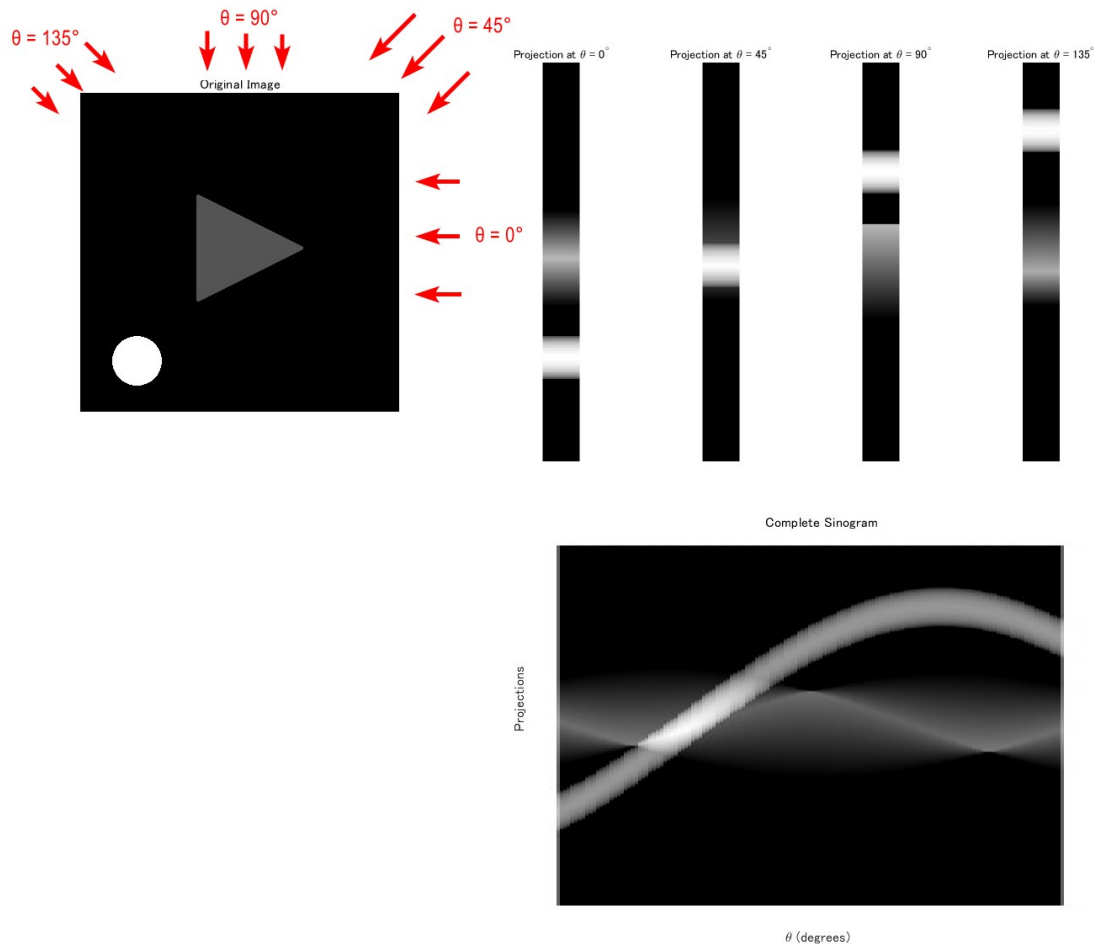 θ = 90°
θ = 135°
θ = 45°
Original Image
θ = 0°
Projection at θ = 0°
Projection at θ = 45°
Projection at θ = 90°
Projection at θ = 135°
Complete Sinogram
Projections
θ (degrees)